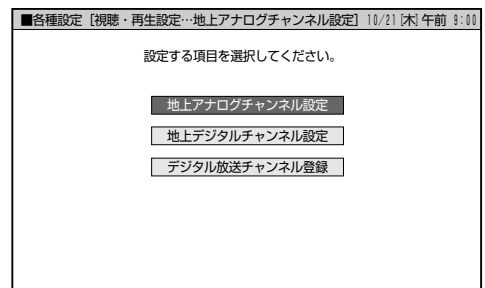 ■各種設定［視聴・再生設定…地上アナログチャンネル設定］ 10/21[木]午前 9:00
設定する項目を選択してください。
地上アナログチャンネル設定
地上デジタルチャンネル設定
デジタル放送チャンネル登録